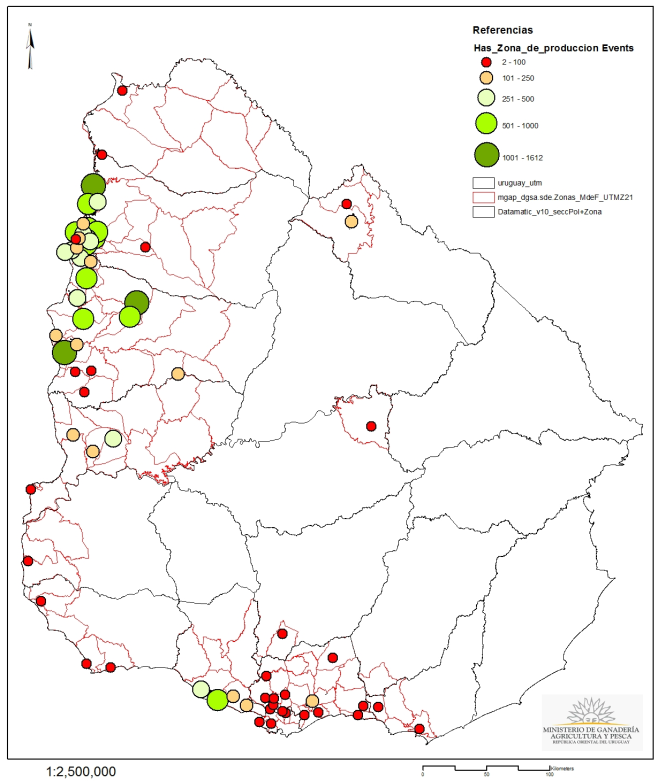 N
Referencias
Has_Zona_de_produccion Events
2 - 100
101 - 250
251 - 500
501 - 1000
1001 - 1612
uruguay_utm
mgap_dgsa.sde.Zonas_MdeF_UTMZ21
Datamatic_v10_seccPol+Zona
MINISTERIO DE GANADERÍA
AGRICULTURA Y PESCA
REPÚBLICA ORIENTAL DEL URUGUAY
1:2,500,000
Kilometers
0 50 100